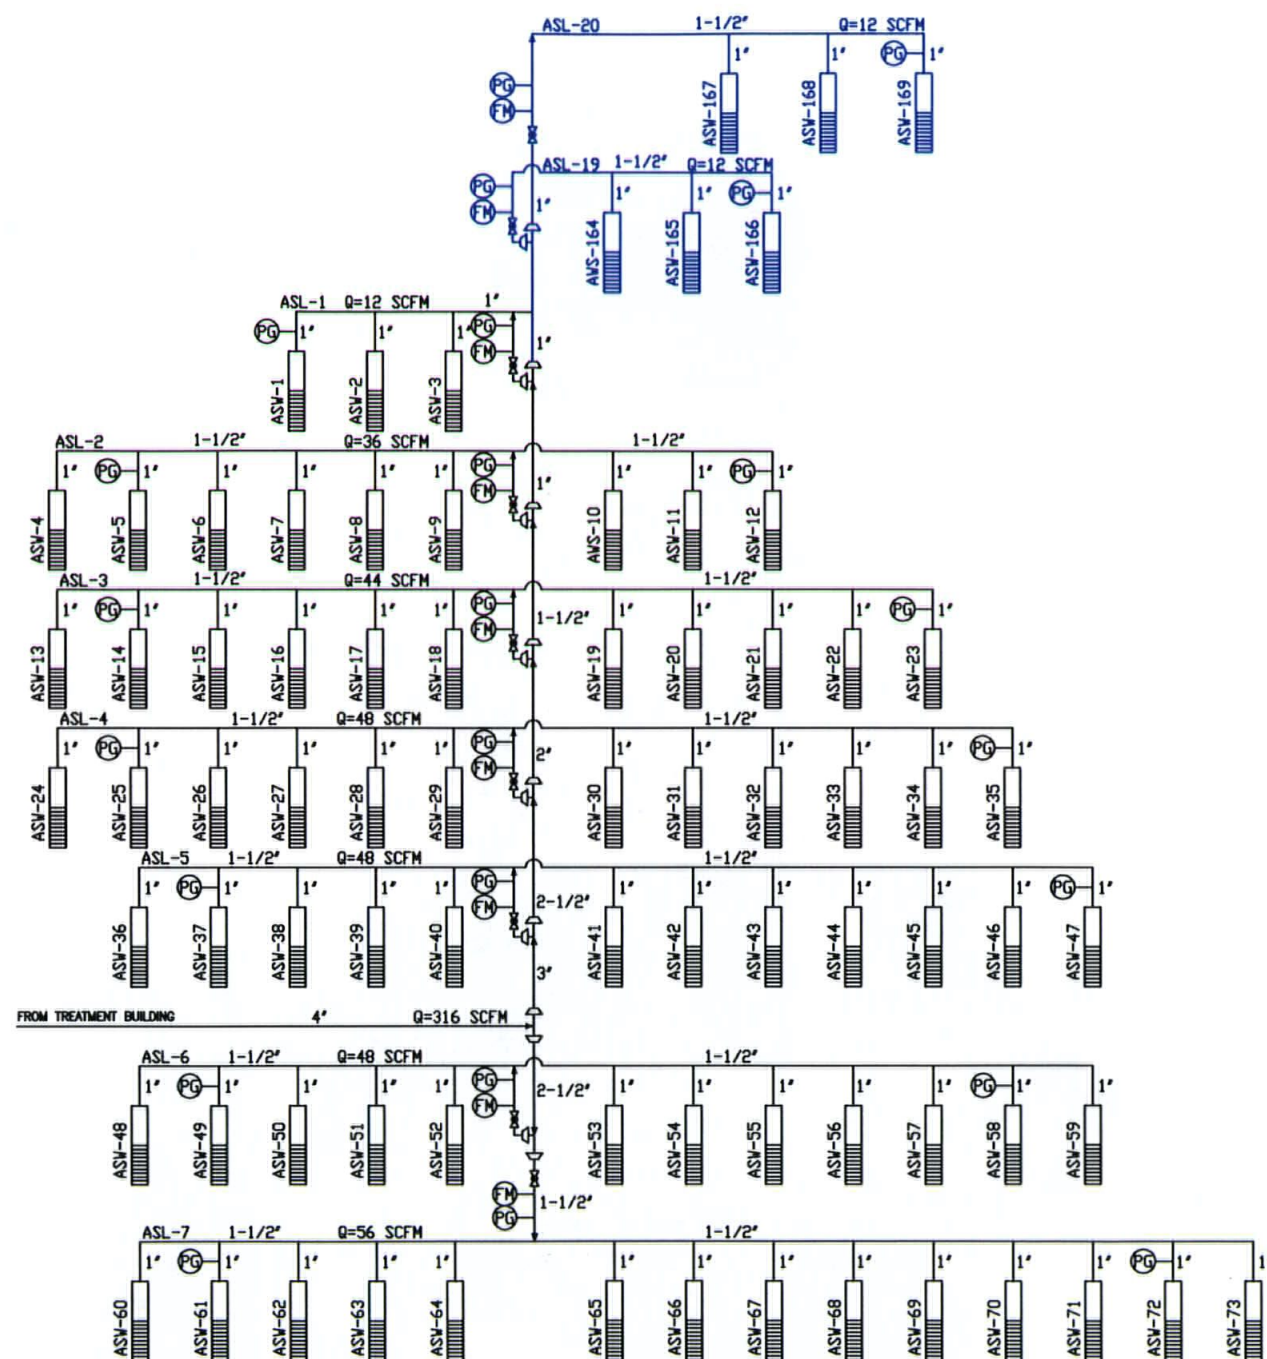 ASL-20 1-1/2" Q=12 SCFM
1" 1" PG 1"
PG
FM
ASW-167 ASW-168 ASW-169
ASL-19 1-1/2" Q=12 SCFM
PG 1" 1" PG 1"
FM 1"
AWS-164 ASW-165 ASW-166
ASL-1 Q=12 SCFM 1"
PG 1" 1" 1" PG
FM 1"
ASW-1 ASW-2 ASW-3
ASL-2 1-1/2" Q=36 SCFM 1-1/2"
1" PG 1" 1" 1" 1" 1" PG 1" 1" PG 1"
FM 1"
ASW-4 ASW-5 ASW-6 ASW-7 ASW-8 ASW-9 AWS-10 ASW-11 ASW-12
ASL-3 1-1/2" Q=44 SCFM 1-1/2"
1" PG 1" 1" 1" 1" 1" PG 1" 1" 1" 1" PG 1"
FM 1-1/2"
ASW-13 ASW-14 ASW-15 ASW-16 ASW-17 ASW-18 ASW-19 ASW-20 ASW-21 ASW-22 ASW-23
ASL-4 1-1/2" Q=48 SCFM 1-1/2"
1" PG 1" 1" 1" 1" 1" PG 2" 1" 1" 1" 1" 1" PG 1"
FM
ASW-24 ASW-25 ASW-26 ASW-27 ASW-28 ASW-29 ASW-30 ASW-31 ASW-32 ASW-33 ASW-34 ASW-35
ASL-5 1-1/2" Q=48 SCFM 1-1/2"
1" PG 1" 1" 1" 1" PG 1" 1" 1" 1" 1" 1" PG 1"
FM 2-1/2"
ASW-36 ASW-37 ASW-38 ASW-39 ASW-40 ASW-41 ASW-42 ASW-43 ASW-44 ASW-45 ASW-46 ASW-47
3"
FROM TREATMENT BUILDING 4" Q=316 SCFM
ASL-6 1-1/2" Q=48 SCFM 1-1/2"
1" PG 1" 1" 1" 1" PG 2-1/2" 1" 1" 1" 1" 1" PG 1" 1"
FM
ASW-48 ASW-49 ASW-50 ASW-51 ASW-52 ASW-53 ASW-54 ASW-55 ASW-56 ASW-57 ASW-58 ASW-59
FM 1-1/2"
PG
ASL-7 1-1/2" Q=56 SCFM 1-1/2"
1" PG 1" 1" 1" 1" 1" 1" 1" 1" 1" 1" 1" PG 1" 1
ASW-60 ASW-61 ASW-62 ASW-63 ASW-64 ASW-65 ASW-66 ASW-67 ASW-68 ASW-69 ASW-70 ASW-71 ASW-72 ASW-73